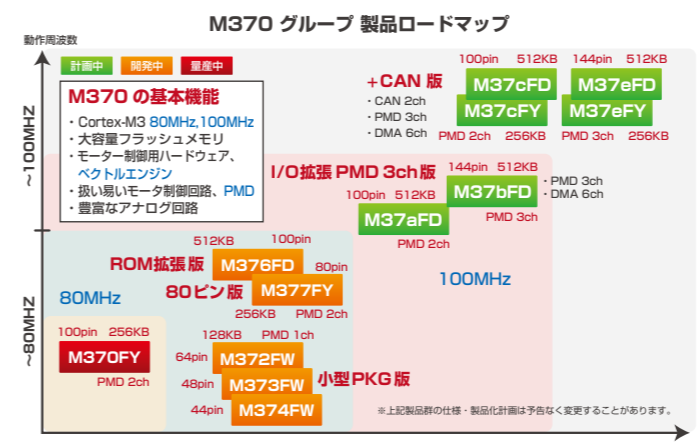 M370 グループ 製品ロードマップ
動作周波数
計画中 開発中 量産中
M370 の基本機能
・Cortex-M3 80MHz,100MHz
・大容量フラッシュメモリ
・モーター制御用ハードウェア、
ベクトルエンジン
・扱い易いモータ制御回路、PMD
・豊富なアナログ回路
~100MHZ
~80MHZ
+CAN 版
・CAN 2ch
・PMD 3ch
・DMA 6ch
100pin 512KB 144pin 512KB
M37cFD M37eFD
M37cFY M37eFY
PMD 2ch 256KB PMD 3ch 256KB
I/O拡張PMD 3ch版
144pin 512KB
M37bFD
PMD 3ch
・PMD 3ch
・DMA 6ch
100pin 512KB
M37aFD
PMD 2ch
100MHz
512KB 100pin
ROM拡張版 M376FD
80pin
80ピン版 M377FY
256KB PMD 2ch
80MHz
100pin 256KB
M370FY
PMD 2ch
128KB PMD 1ch
64pin M372FW
48pin M373FW 小型PKG版
44pin M374FW
※上記製品群の仕様・製品化計画は予告なく変更することがあります。